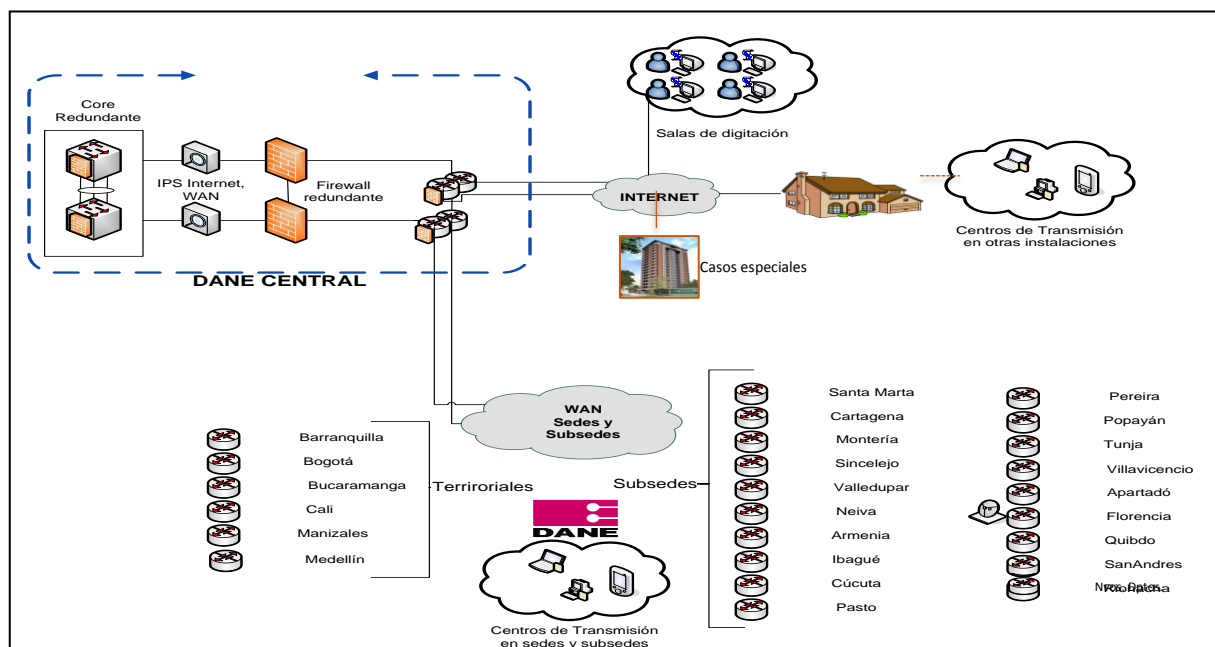 Core
Redundante
IPS Internet,
WAN
Firewall
redundante
DANE CENTRAL
Salas de digitación
INTERNET
Casos especiales
Centros de Transmisión
en otras instalaciones
WAN
Sedes y
Subsedes
Barranquilla
Bogotá
Bucaramanga
Cali
Manizales
Medellín
Terriroriales
DANE
Centros de Transmisión
en sedes y subsedes
Subsedes
Santa Marta
Cartagena
Montería
Sincelejo
Valledupar
Neiva
Armenia
Ibagué
Cúcuta
Pasto
Pereira
Popayán
Tunja
Villavicencio
Apartadó
Florencia
Quibdo
SanAndres
Riohacha